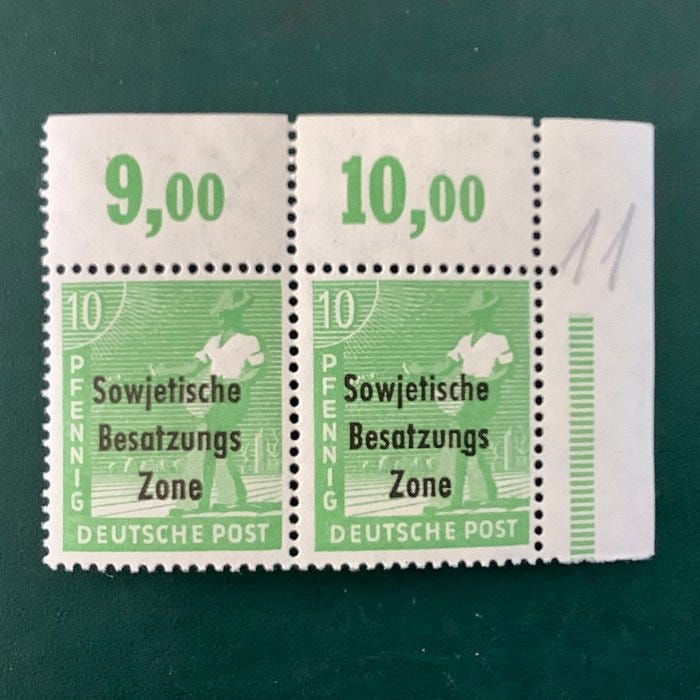 9,00 10,00
11
10 10
PFENNIG PFENNIG
Sowjetische Sowjetische
Besatzungs Besatzungs
Zone Zone
DEUTSCHE POST DEUTSCHE POST